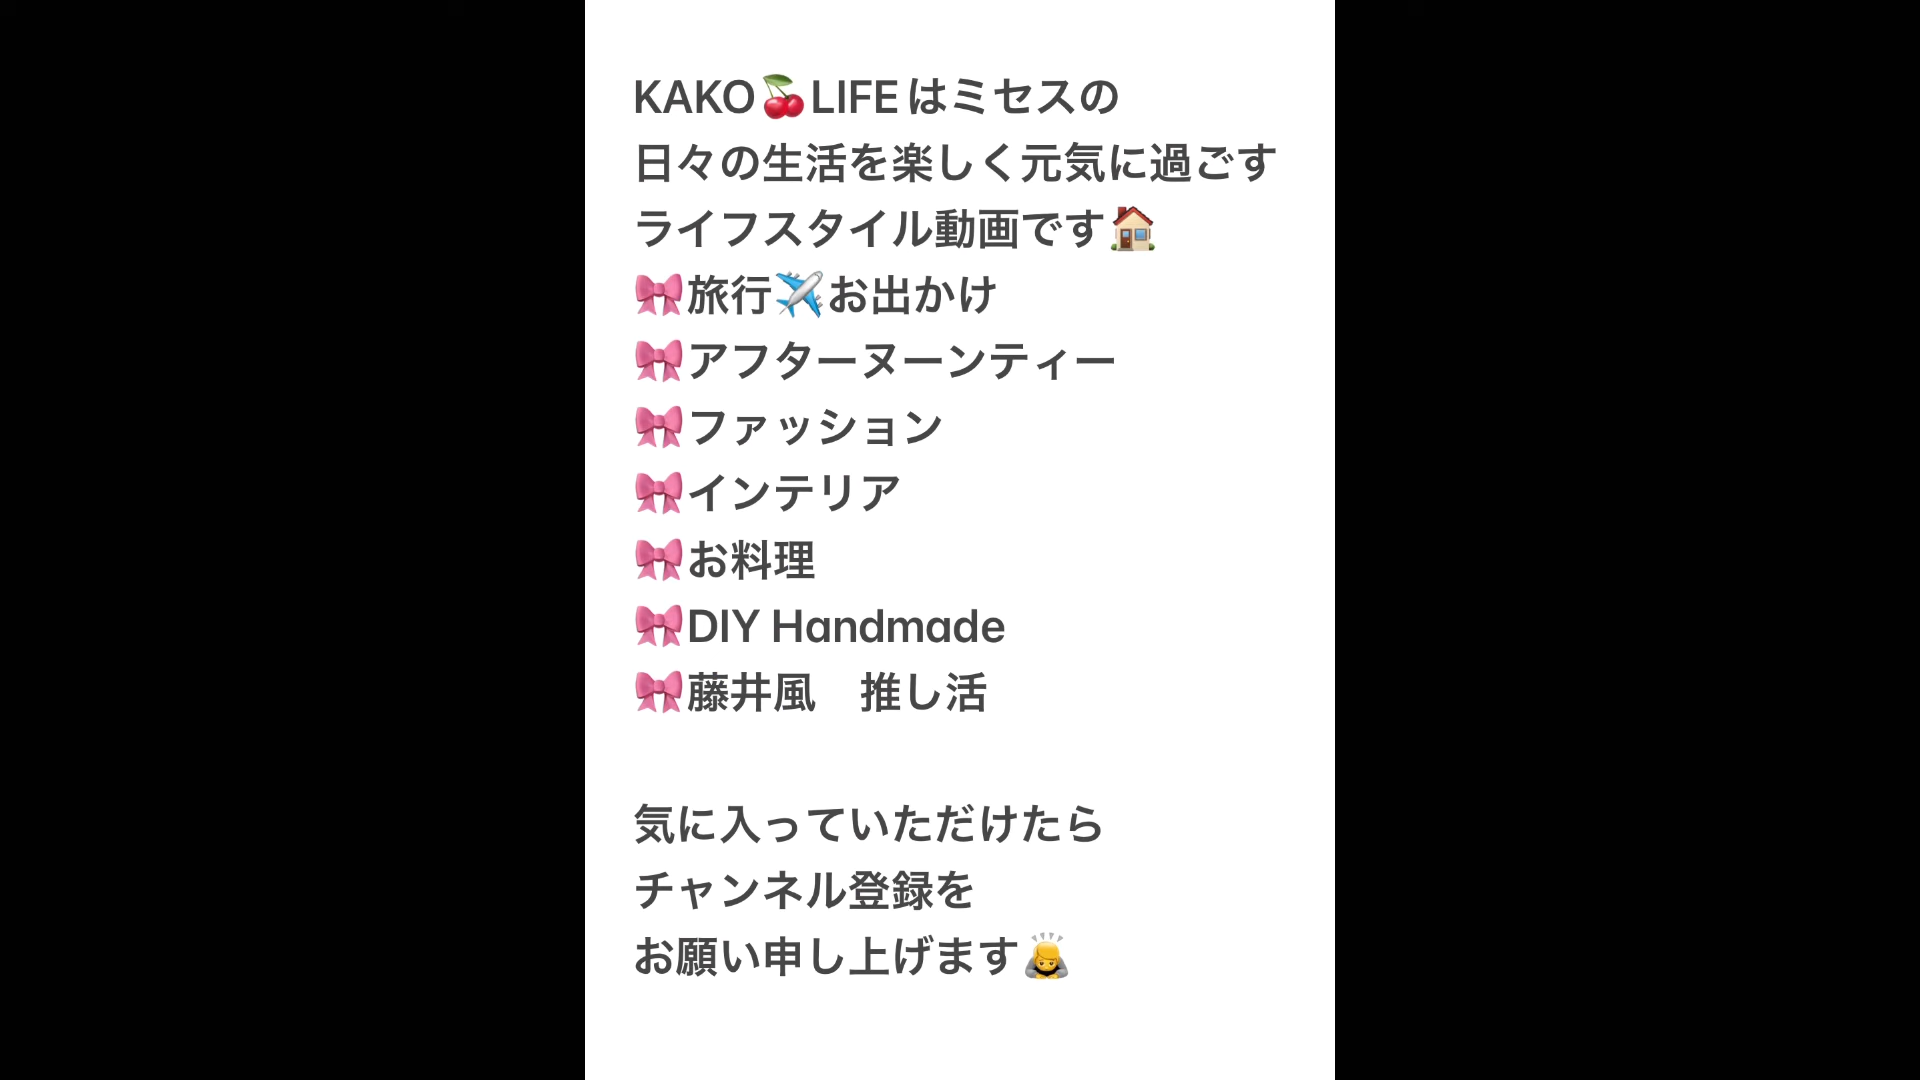 KAKO🍒LIFEはミセスの
日々の生活を楽しく元気に過ごす
ライフスタイル動画です🏠
🎀旅行✈️お出かけ
🎀アフターヌーンティー
🎀ファッション
🎀インテリア
🎀お料理
🎀DIY Handmade
🎀藤井風　推し活
気に入っていただけたら
チャンネル登録を
お願い申し上げます🙇